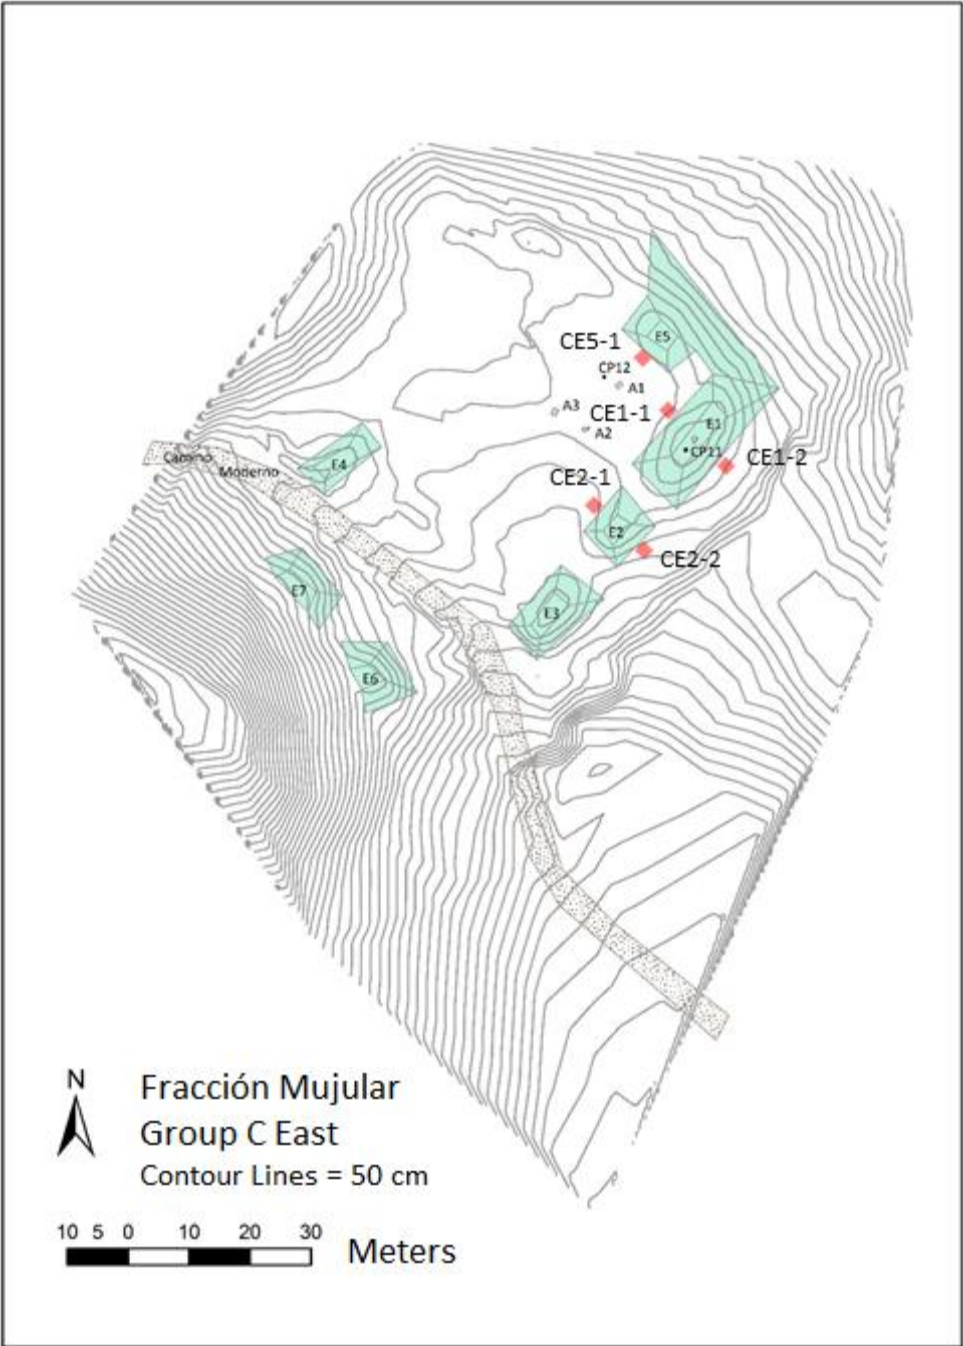 E5
CE5-1
CP12
A1
A3
CE1-1
A2
E1
CP11
CE1-2
Camino
Moderno
E4
CE2-1
E2
CE2-2
E7
E3
E6
N
Fracción Mujular
Group C East
Contour Lines = 50 cm
10 5 0 10 20 30
Meters